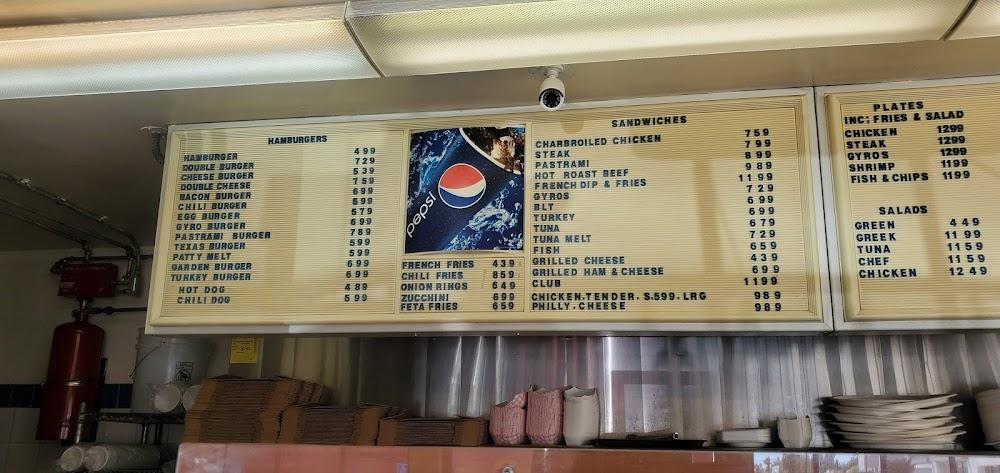 HAMBURGERS
HAMBURGER 499
DOUBLE BURGER 729
CHEESE BURGER 539
DOUBLE CHEESE 759
BACON BURGER 699
CHILI BURGER 599
EGG BURGER 579
GYRO BURGER 699
PASTRAMI BURGER 789
TEXAS BURGER 599
PATTY MELT 599
GARDEN BURGER 699
TURKEY BURGER 699
HOT DOG 489
CHILI DOG 599
pepsi
FRENCH FRIES 439
CHILI FRIES 859
ONION RINGS 649
ZUCCHINI 699
FETA FRIES 659
SANDWICHES
CHARBROILED CHICKEN 759
STEAK 799
PASTRAMI 899
HOT ROAST BEEF 989
FRENCH DIP & FRIES 1199
GYROS 729
BLT 699
TURKEY 699
TUNA 679
TUNA MELT 729
FISH 659
GRILLED CHEESE 439
GRILLED HAM & CHEESE 699
CLUB 1199
CHICKEN.TENDER. S.599. LRG 989
PHILLY. CHEESE 989
PLATES
INC; FRIES & SALAD
CHICKEN 1299
STEAK 1299
GYROS 1299
SHRIMP 1199
FISH & CHIPS 1199
SALADS
GREEN 449
GREEK 1199
TUNA 1159
CHEF 1159
CHICKEN 1249